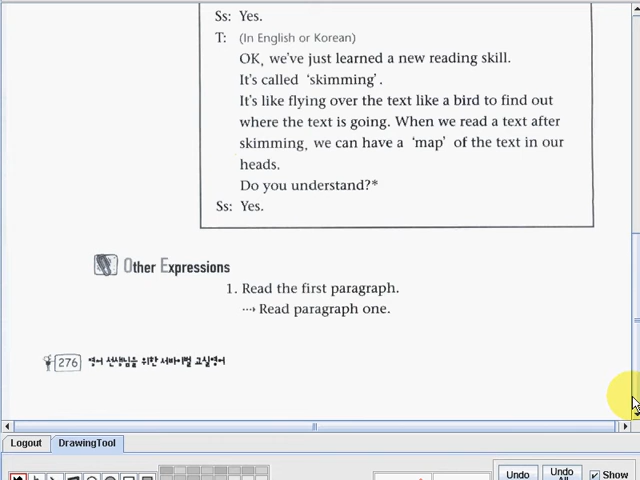 Ss: Yes.
T: (In English or Korean)
OK, we've just learned a new reading skill.
It's called 'skimming'.
It's like flying over the text like a bird to find out
where the text is going. When we read a text after
skimming, we can have a 'map' of the text in our
heads.
Do you understand?*
Ss: Yes.
Other Expressions
1. Read the first paragraph.
···→ Read paragraph one.
276 영어 선생님을 위한 서바이벌 교실영어
Logout DrawingTool
Undo Undo All Show